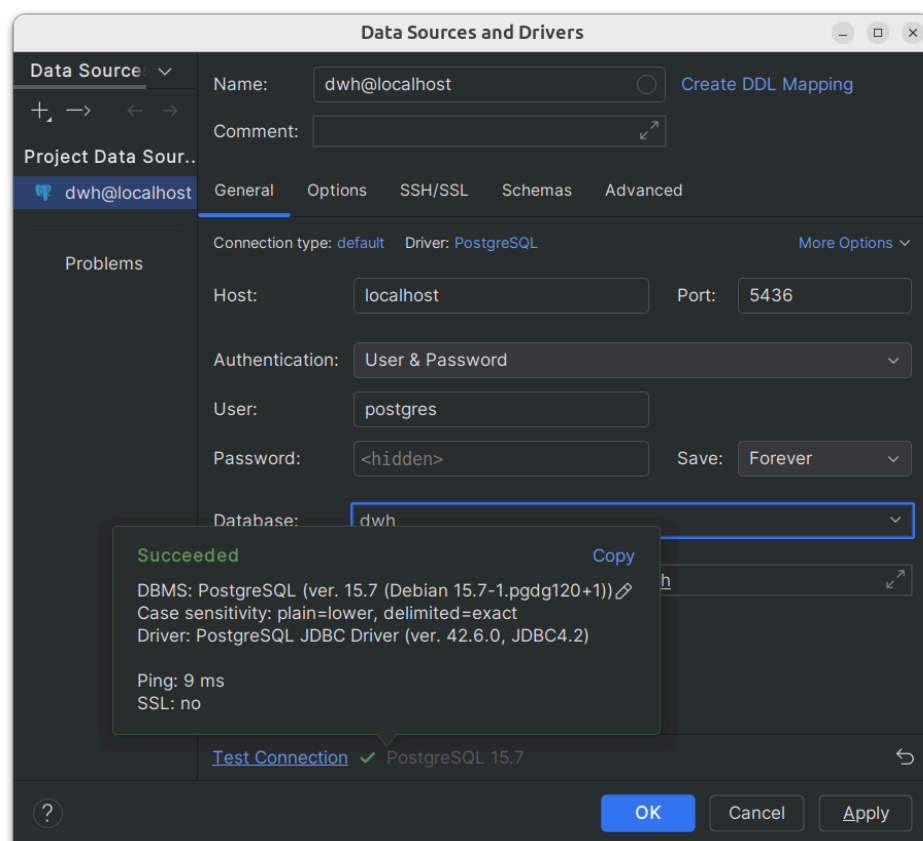 Data Sources and Drivers
Data Source
Project Data Sour..
dwh@localhost
Problems
Name: dwh@localhost Create DDL Mapping
Comment:
General Options SSH/SSL Schemas Advanced
Connection type: default Driver: PostgreSQL More Options
Host: localhost Port: 5436
Authentication: User & Password
User: postgres
Password: <hidden> Save: Forever
Database: dwh
h
Succeeded Copy
DBMS: PostgreSQL (ver. 15.7 (Debian 15.7-1.pgdg120+1))
Case sensitivity: plain=lower, delimited=exact
Driver: PostgreSQL JDBC Driver (ver. 42.6.0, JDBC4.2)
Ping: 9 ms
SSL: no
Test Connection PostgreSQL 15.7
? OK Cancel Apply